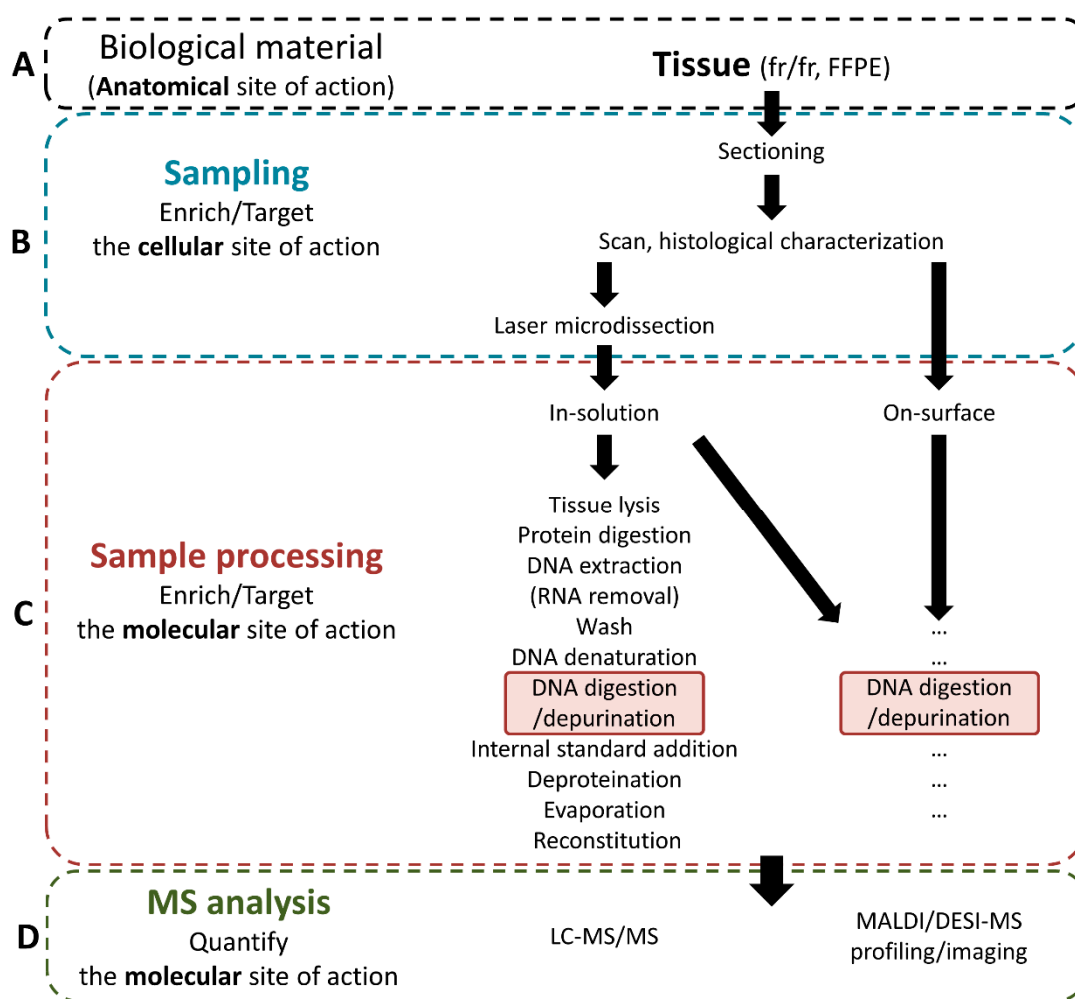 A
Biological material
(Anatomical site of action)
Tissue (fr/fr, FFPE)
B
Sampling
Enrich/Target
the cellular site of action
Sectioning
Scan, histological characterization
Laser microdissection
C
Sample processing
Enrich/Target
the molecular site of action
In-solution
Tissue lysis
Protein digestion
DNA extraction
(RNA removal)
Wash
DNA denaturation
DNA digestion
/depurination
Internal standard addition
Deproteination
Evaporation
Reconstitution
On-surface
...
...
DNA digestion
/depurination
...
...
...
D
MS analysis
Quantify
the molecular site of action
LC-MS/MS
MALDI/DESI-MS
profiling/imaging